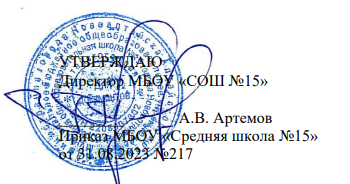 УТВЕРЖДАЮ
Директор МБОУ «СОШ №15»
А.В. Артемов
Приказ МБОУ «Средняя школа №15»
от 31.08.2023 №217